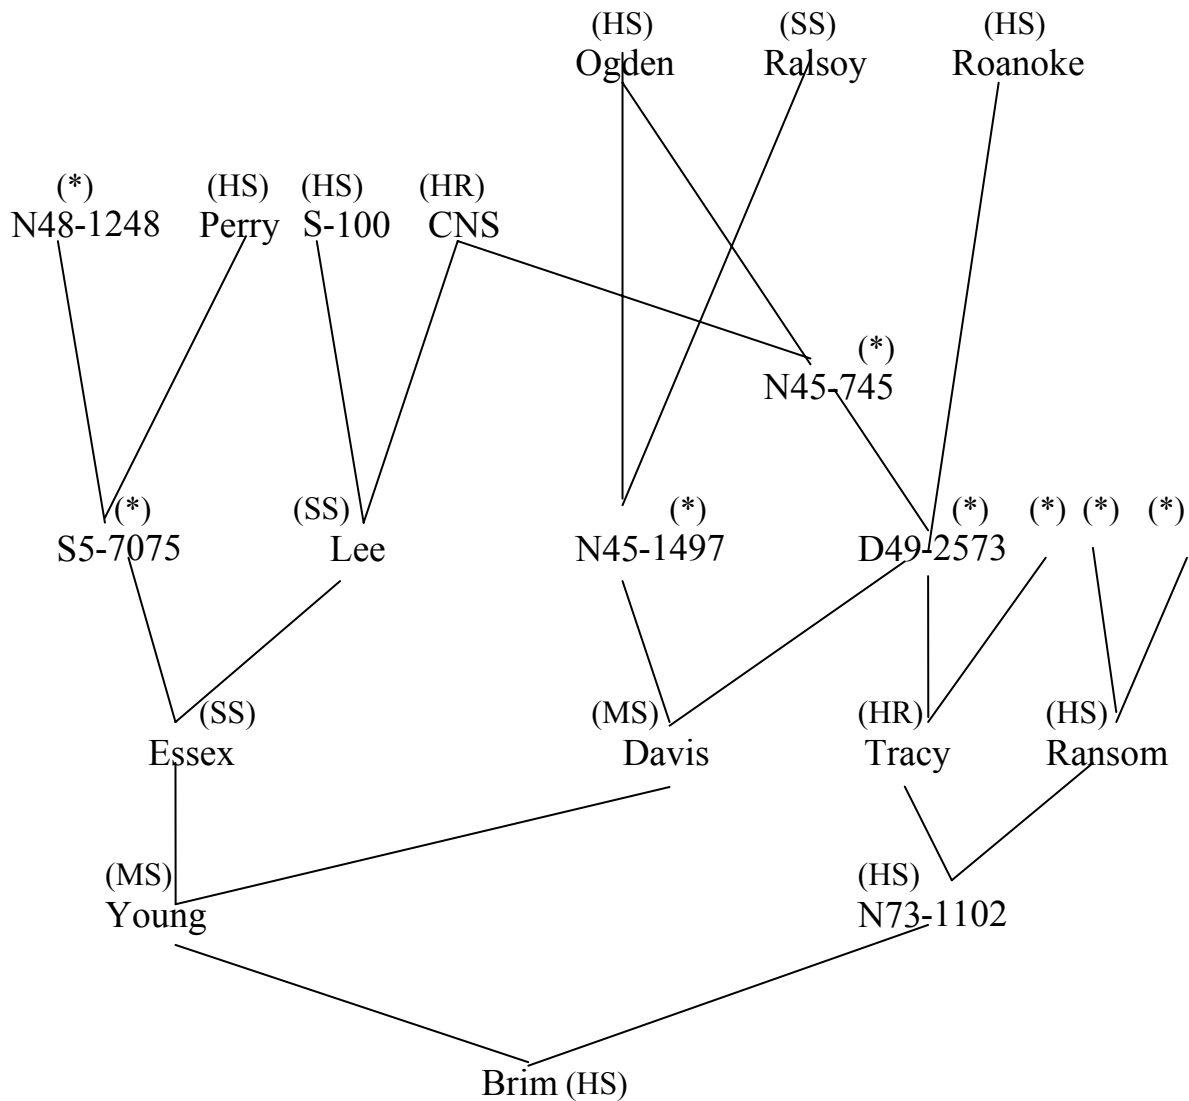 (HS) (SS) (HS)
Ogden Ralsoy Roanoke
(*) (HS) (HS) (HR)
N48-1248 Perry S-100 CNS
(*)
N45-745
(*) (SS) (*) (*) (*) (*) (*)
S5-7075 Lee N45-1497 D49-2573
(SS) (MS) (HR) (HS)
Essex Davis Tracy Ransom
(MS) (HS)
Young N73-1102
Brim (HS)